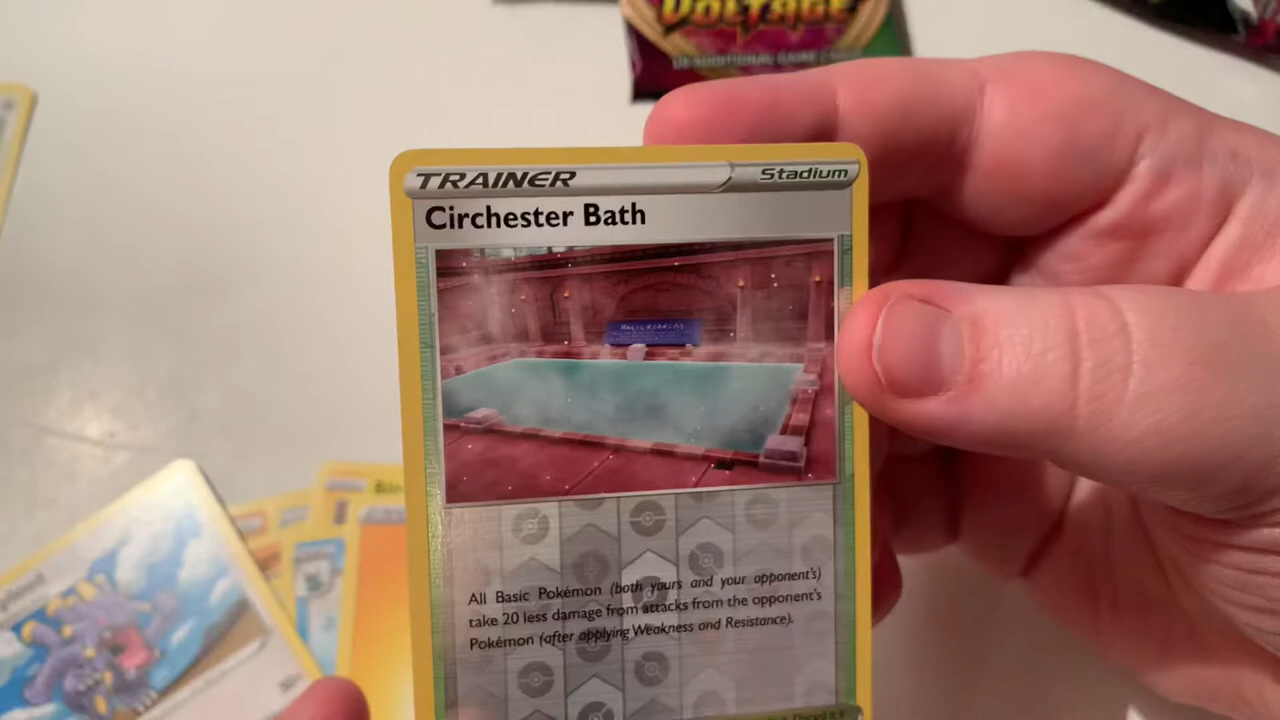 VOLTAGE
TRAINER
Stadium
Circhester Bath
All Basic Pokémon (both yours and your opponent's)
take 20 less damage from attacks from the opponent's
Pokémon (after applying Weakness and Resistance).